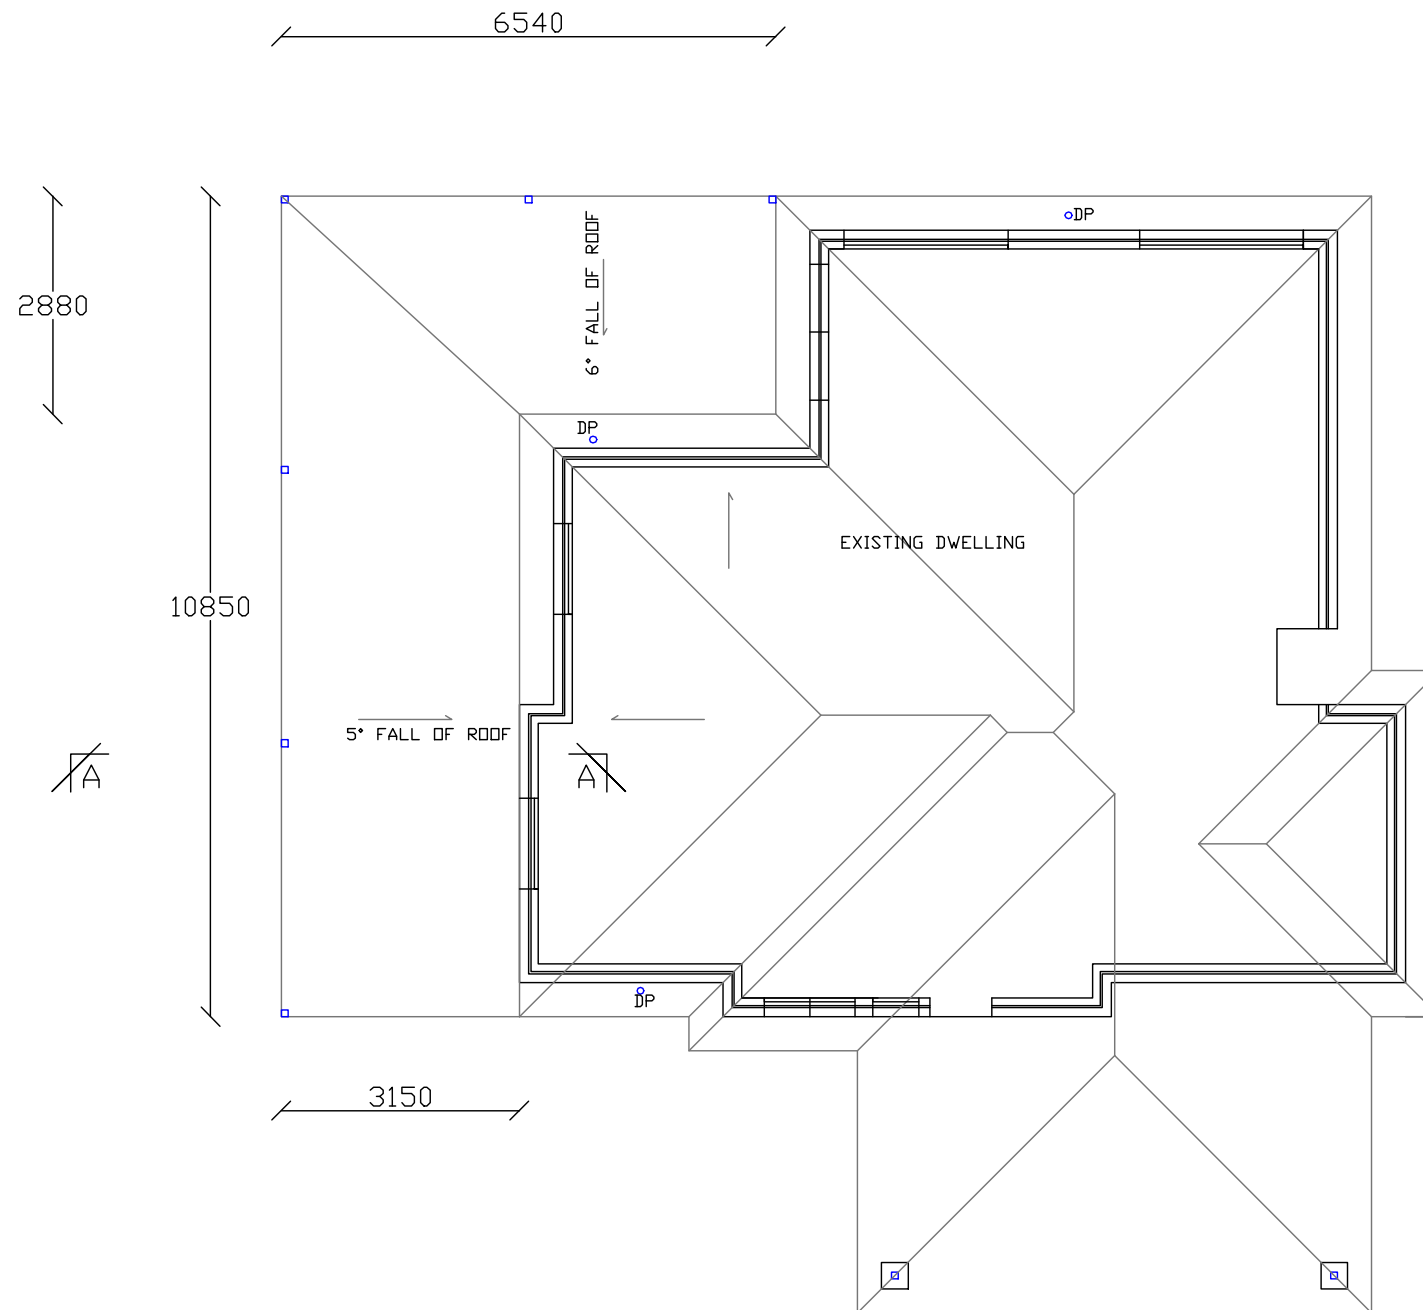 6540
DP
6° FALL OF ROOF
2880
DP
EXISTING DWELLING
10850
5° FALL OF ROOF
A
A
DP
3150